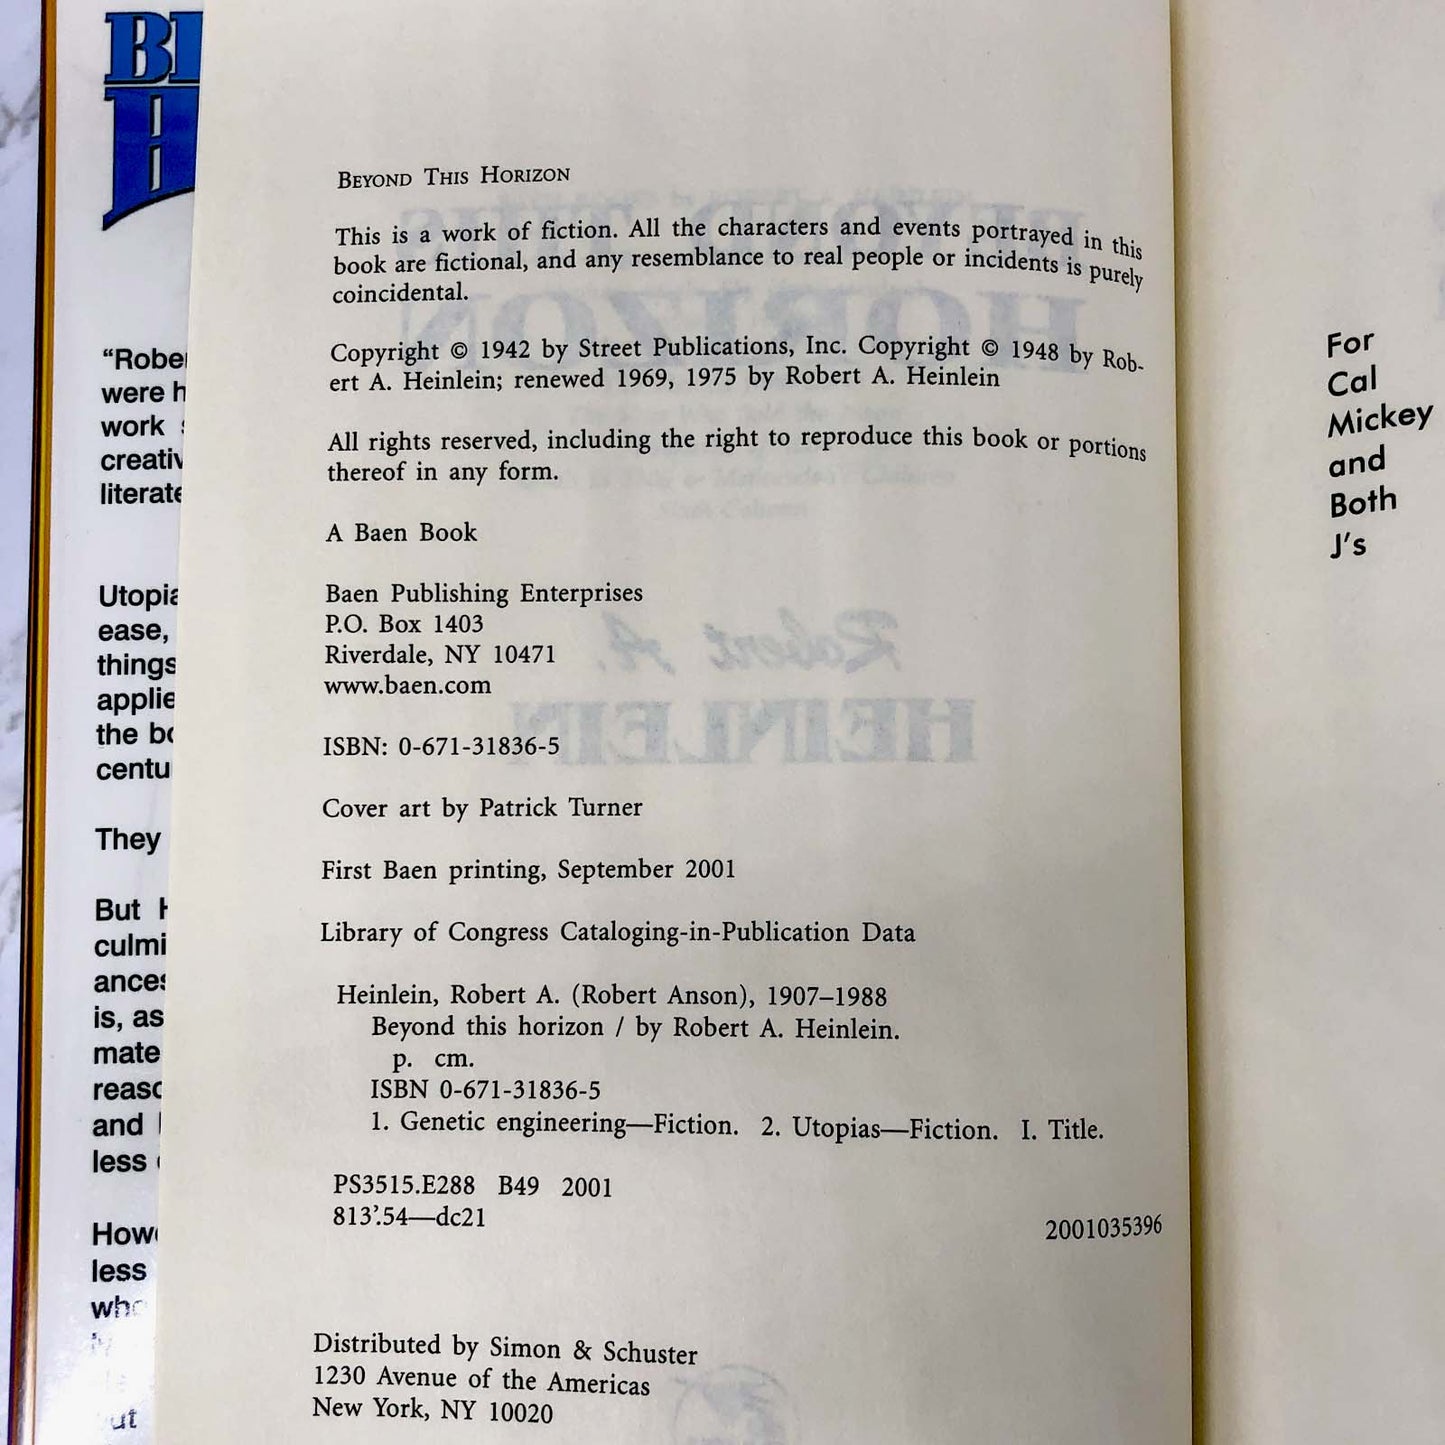 "Robe
were h
work
creativ
literate
Utopia
ease,
things
applie
the bo
centu
They
But H
culmi
ances
is, as
mate
reaso
and
less
Howe
less
who
ut
BEYOND THIS HORIZON
This is a work of fiction. All the characters and events portrayed in this
book are fictional, and any resemblance to real people or incidents is purely
coincidental.
Copyright © 1942 by Street Publications, Inc. Copyright © 1948 by Rob-
ert A. Heinlein; renewed 1969, 1975 by Robert A. Heinlein
All rights reserved, including the right to reproduce this book or portions
thereof in any form.
A Baen Book
Baen Publishing Enterprises
P.O. Box 1403
Riverdale, NY 10471
www.baen.com
ISBN: 0-671-31836-5
Cover art by Patrick Turner
First Baen printing, September 2001
Library of Congress Cataloging-in-Publication Data
Heinlein, Robert A. (Robert Anson), 1907–1988
Beyond this horizon / by Robert A. Heinlein.
p. cm.
ISBN 0-671-31836-5
1. Genetic engineering—Fiction. 2. Utopias—Fiction. I. Title.
PS3515.E288 B49 2001
813'.54—dc21
2001035396
Distributed by Simon & Schuster
1230 Avenue of the Americas
New York, NY 10020
For
Cal
Mickey
and
Both
J's